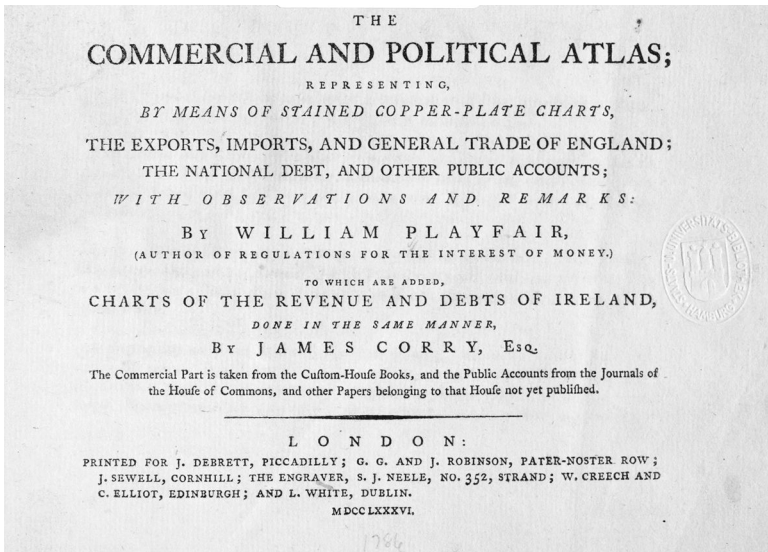 THE
COMMERCIAL AND POLITICAL ATLAS;
REPRESENTING,
BY MEANS OF STAINED COPPER-PLATE CHARTS,
THE EXPORTS, IMPORTS, AND GENERAL TRADE OF ENGLAND;
THE NATIONAL DEBT, AND OTHER PUBLIC ACCOUNTS;
WITH OBSERVATIONS AND REMARKS:
BY WILLIAM PLAYFAIR,
(AUTHOR OF REGULATIONS FOR THE INTEREST OF MONEY.)
TO WHICH ARE ADDED,
CHARTS OF THE REVENUE AND DEBTS OF IRELAND,
DONE IN THE SAME MANNER,
BY JAMES CORRY, Esq.
The Commercial Part is taken from the Cuſtom-Houſe Books, and the Public Accounts from the Journals of
the Houſe of Commons, and other Papers belonging to that Houſe not yet publiſhed.
LONDON:
PRINTED FOR J. DEBRETT, PICCADILLY; G. G. AND J. ROBINSON, PATER-NOSTER ROW;
J. SEWELL, CORNHILL; THE ENGRAVER, S. J. NEELE, NO. 352, STRAND; W. CREECH AND
C. ELLIOT, EDINBURGH; AND L. WHITE, DUBLIN.
MDCCLXXXVI.
1786